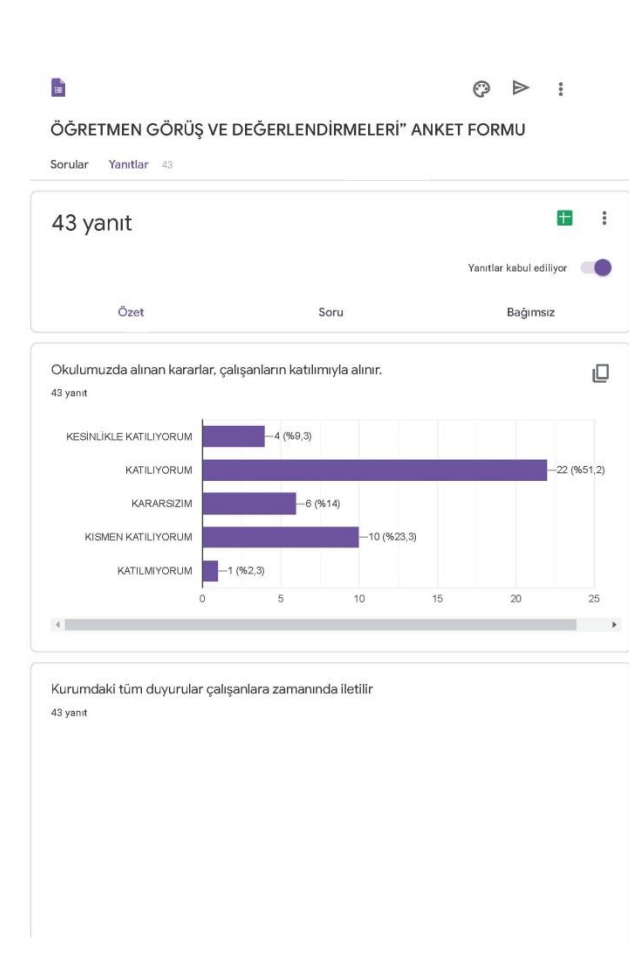 ÖĞRETMEN GÖRÜŞ VE DEĞERLENDİRMELERİ” ANKET FORMU
Sorular Yanıtlar 43
43 yanıt
Yanıtlar kabul ediliyor
Özet Soru Bağımsız
Okulumuzda alınan kararlar, çalışanların katılımıyla alınır.
43 yanıt
KESİNLİKLE KATILIYORUM 4 (%9,3)
KATILIYORUM 22 (%51,2)
KARARSIZIM 6 (%14)
KISMEN KATILIYORUM 10 (%23,3)
KATILMIYORUM 1 (%2,3)
0 5 10 15 20 25
Kurumdaki tüm duyurular çalışanlara zamanında iletilir
43 yanıt